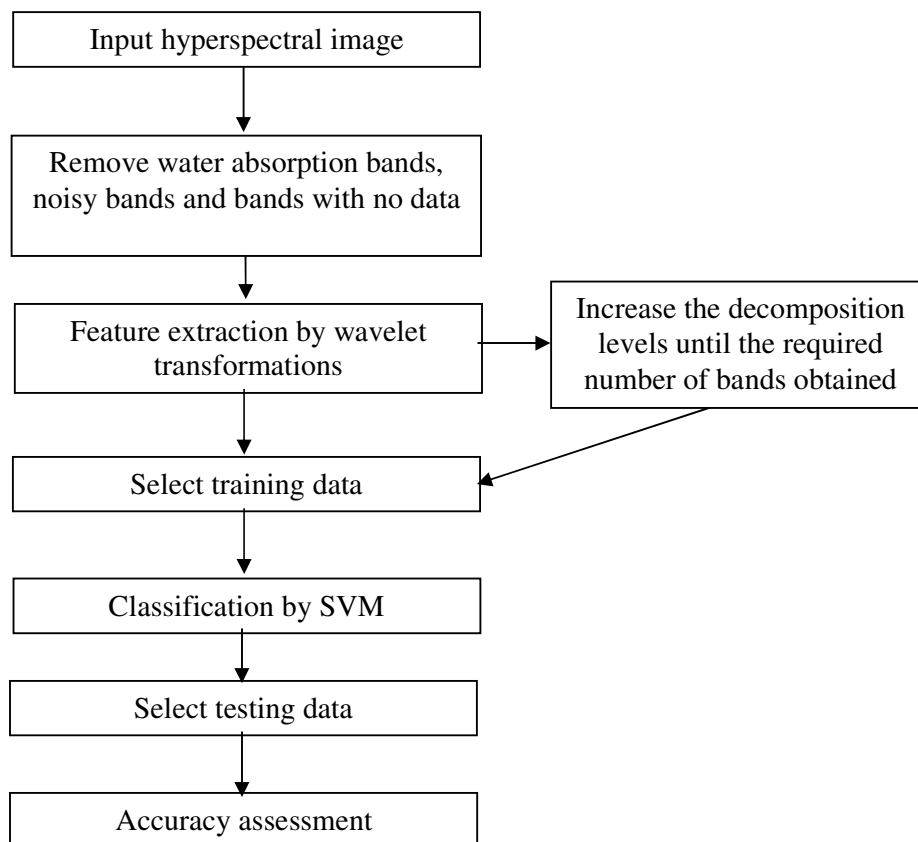 Input hyperspectral image
Remove water absorption bands,
noisy bands and bands with no data
Feature extraction by wavelet
transformations
Increase the decomposition
levels until the required
number of bands obtained
Select training data
Classification by SVM
Select testing data
Accuracy assessment